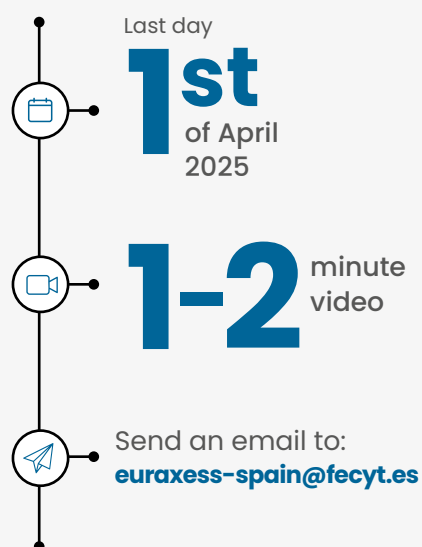 Last day
1st
of April
2025
1-2
minute
video
Send an email to:
euraxess-spain@fecyt.es